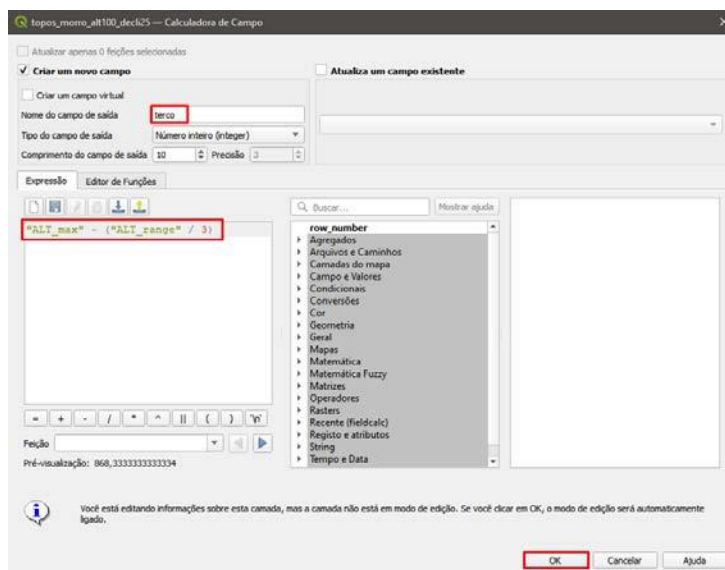 topos_morro_alt100_decli25 — Calculadora de Campo
Atualizar apenas 0 feições selecionadas
Criar um novo campo
Atualiza um campo existente
Criar um campo virtual
Nome do campo de saída terco
Tipo do campo de saída Número inteiro (integer)
Comprimento do campo de saída 10 Precisão 3
Expressão Editor de Funções
Buscar... Mostrar ajuda
"ALT_max" - ("ALT_range" / 3)
row_number
Agregados
Arquivos e Caminhos
Camadas do mapa
Campo e Valores
Condicionais
Conversões
Cor
Geometria
Geral
Mapas
Matemática
Matemática Fuzzy
Matrizes
Operadores
Rasters
Recente (fieldcalc)
Registo e atributos
String
Tempo e Data
= + - / * ^ || ( ) '\n'
Feição
Pré-visualização: 868,3333333333334
Você está editando informações sobre esta camada, mas a camada não está em modo de edição. Se você clicar em OK, o modo de edição será automaticamente
ligado.
OK Cancelar Ajuda